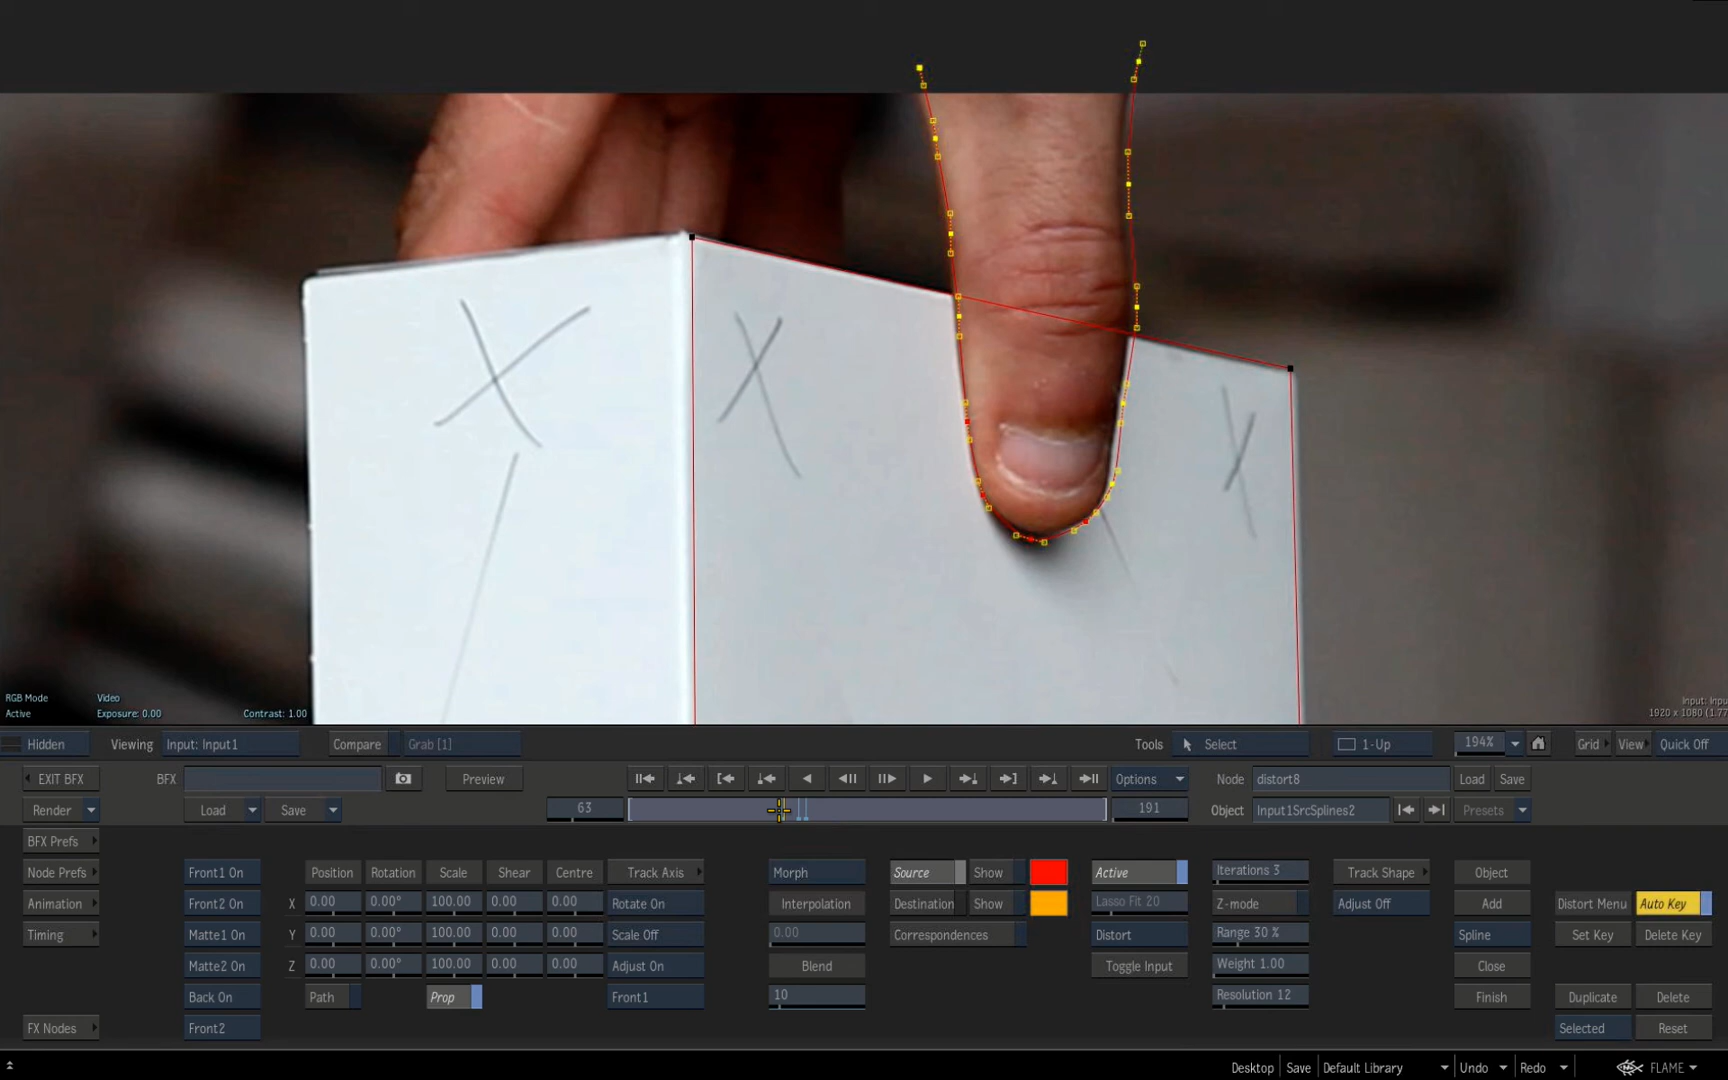 RGB Mode Video
Active Exposure: 0.00 Contrast: 1.00
Input: Inpu
1920 x 1080 (1.77
Hidden Viewing Input: Input1 Compare Grab [1] Tools Select 1-Up 194% Grid View Quick Off
EXIT BFX BFX Preview Options Node distort8 Load Save
Render Load Save 63 191 Object Input1SrcSplines2 Presets
BFX Prefs
Node Prefs Front1 On Position Rotation Scale Shear Centre Track Axis Morph Source Show Active Iterations 3 Track Shape Object
Animation Front2 On X 0.00 0.00° 100.00 0.00 0.00 Rotate On Interpolation Destination Show Lasso Fit 20 Z-mode Adjust Off Add Distort Menu Auto Key
Timing Matte1 On Y 0.00 0.00° 100.00 0.00 0.00 Scale Off 0.00 Correspondences Distort Range 30 % Spline Set Key Delete Key
Matte2 On Z 0.00 0.00° 100.00 0.00 0.00 Adjust On Blend Toggle Input Weight 1.00 Close
Back On Path Prop Front1 10 Resolution 12 Finish Duplicate Delete
FX Nodes Front2 Selected Reset
Desktop Save Default Library Undo Redo FLAME